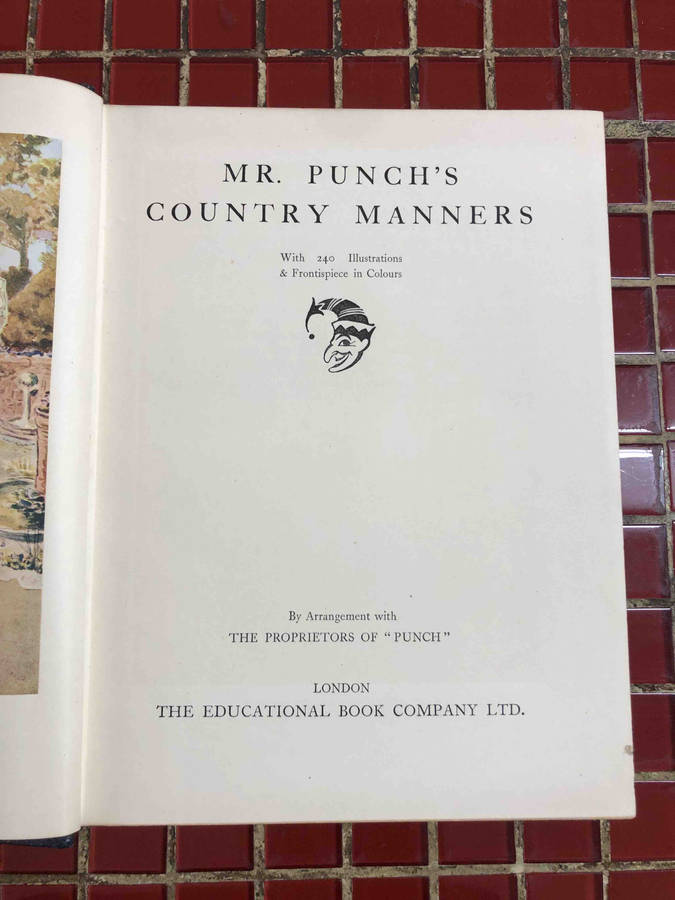 MR. PUNCH'S
COUNTRY MANNERS
With 240 Illustrations
& Frontispiece in Colours
By Arrangement with
THE PROPRIETORS OF "PUNCH"
LONDON
THE EDUCATIONAL BOOK COMPANY LTD.